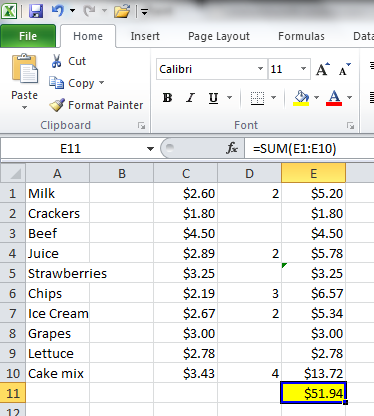 File Home Insert Page Layout Formulas Data
Cut
Copy
Format Painter
Paste
Clipboard
Calibri 11 A A
B I U A
Font
E11 fx =SUM(E1:E10)
A B C D E
1 Milk $2.60 2 $5.20
2 Crackers $1.80 $1.80
3 Beef $4.50 $4.50
4 Juice $2.89 2 $5.78
5 Strawberries $3.25 $3.25
6 Chips $2.19 3 $6.57
7 Ice Cream $2.67 2 $5.34
8 Grapes $3.00 $3.00
9 Lettuce $2.78 $2.78
10 Cake mix $3.43 4 $13.72
11 $51.94
12